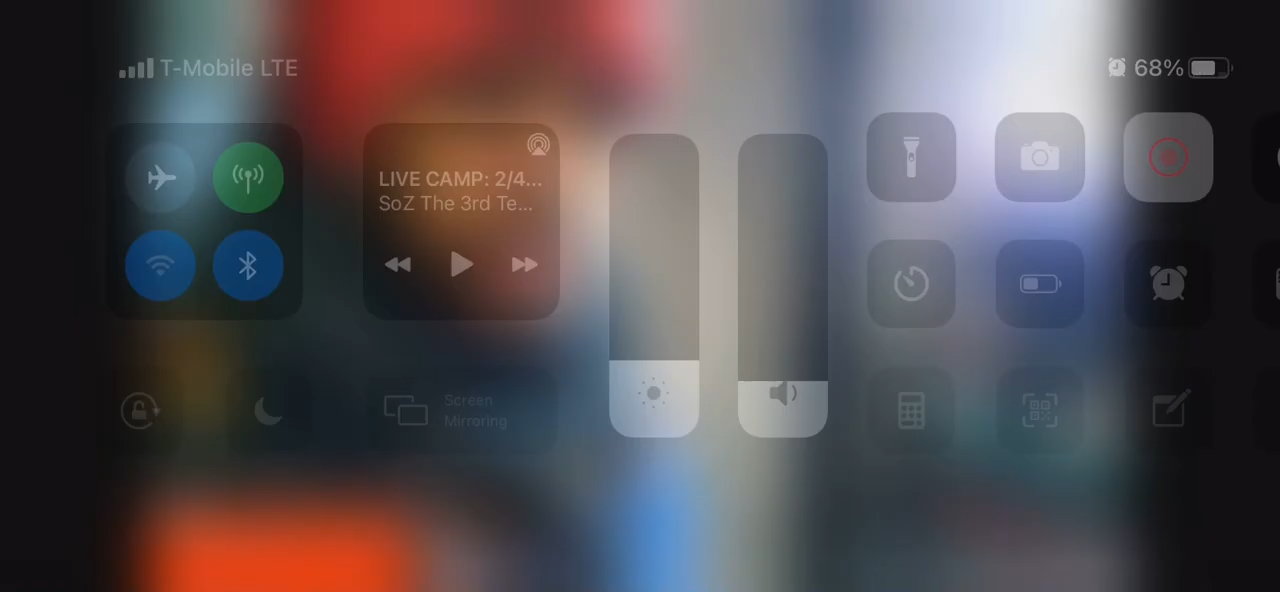 T-Mobile LTE
68%
LIVE CAMP: 2/4...
SoZ The 3rd Te...
Screen
Mirroring